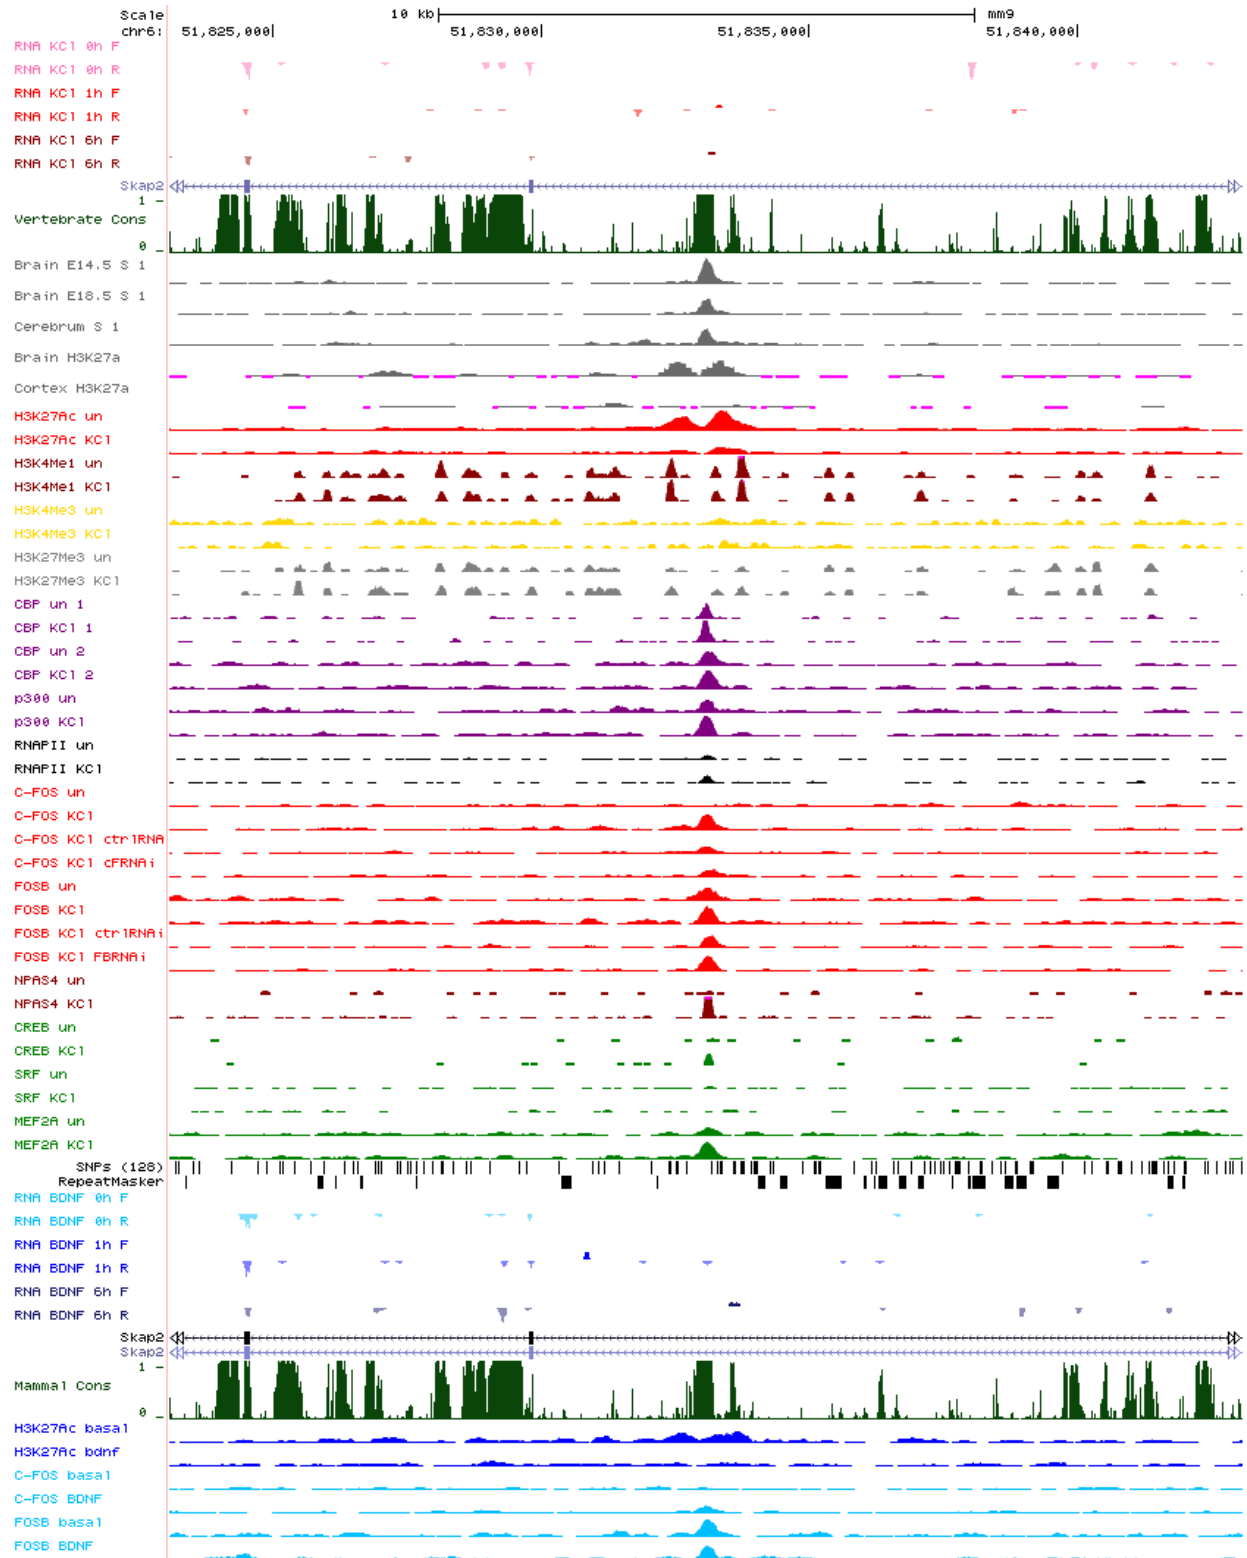 Scale 10 kb mm9
chr6: 51,825,000 51,830,000 51,835,000 51,840,000
RNA KCl 0h F
RNA KCl 0h R
RNA KCl 1h F
RNA KCl 1h R
RNA KCl 6h F
RNA KCl 6h R
Skap2
1
Vertebrate Cons
0
Brain E14.5 S 1
Brain E18.5 S 1
Cerebrum S 1
Brain H3K27a
Cortex H3K27a
H3K27Ac un
H3K27Ac KCl
H3K4Me1 un
H3K4Me1 KCl
H3K4Me3 un
H3K4Me3 KCl
H3K27Me3 un
H3K27Me3 KCl
CBP un 1
CBP KCl 1
CBP un 2
CBP KCl 2
p300 un
p300 KCl
RNAPII un
RNAPII KCl
C-FOS un
C-FOS KCl
C-FOS KCl ctrlRNA
C-FOS KCl cFRNAi
FOSB un
FOSB KCl
FOSB KCl ctrlRNAi
FOSB KCl FBRNAi
NPAS4 un
NPAS4 KCl
CREB un
CREB KCl
SRF un
SRF KCl
MEF2A un
MEF2A KCl
SNPs (128)
RepeatMasker
RNA BDNF 0h F
RNA BDNF 0h R
RNA BDNF 1h F
RNA BDNF 1h R
RNA BDNF 6h F
RNA BDNF 6h R
Skap2
Skap2
1
Mammal Cons
0
H3K27Ac basal
H3K27Ac bdnf
C-FOS basal
C-FOS BDNF
FOSB basal
FOSB BDNF